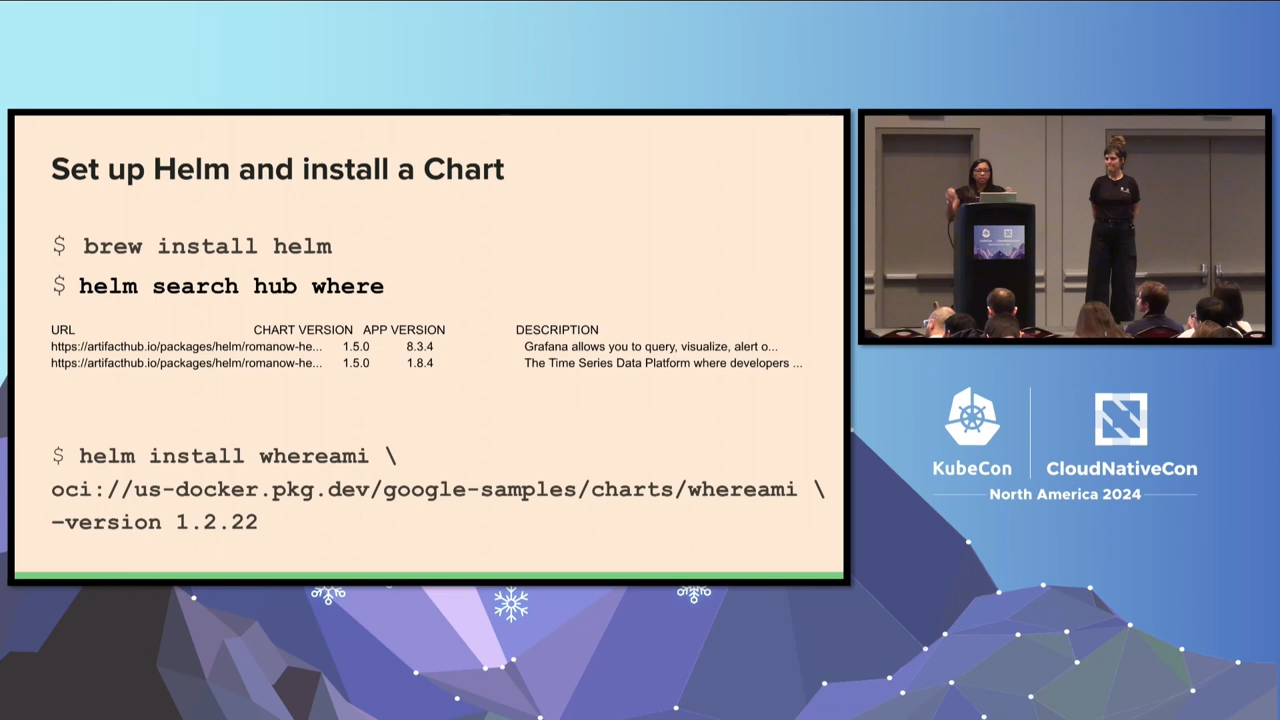 Set up Helm and install a Chart
$ brew install helm
$ helm search hub where
URL CHART VERSION APP VERSION DESCRIPTION
https://artifacthub.io/packages/helm/romanow-he... 1.5.0 8.3.4 Grafana allows you to query, visualize, alert o...
https://artifacthub.io/packages/helm/romanow-he... 1.5.0 1.8.4 The Time Series Data Platform where developers ...
$ helm install whereami \
oci://us-docker.pkg.dev/google-samples/charts/whereami \
–version 1.2.22
KubeCon CloudNativeCon
North America 2024